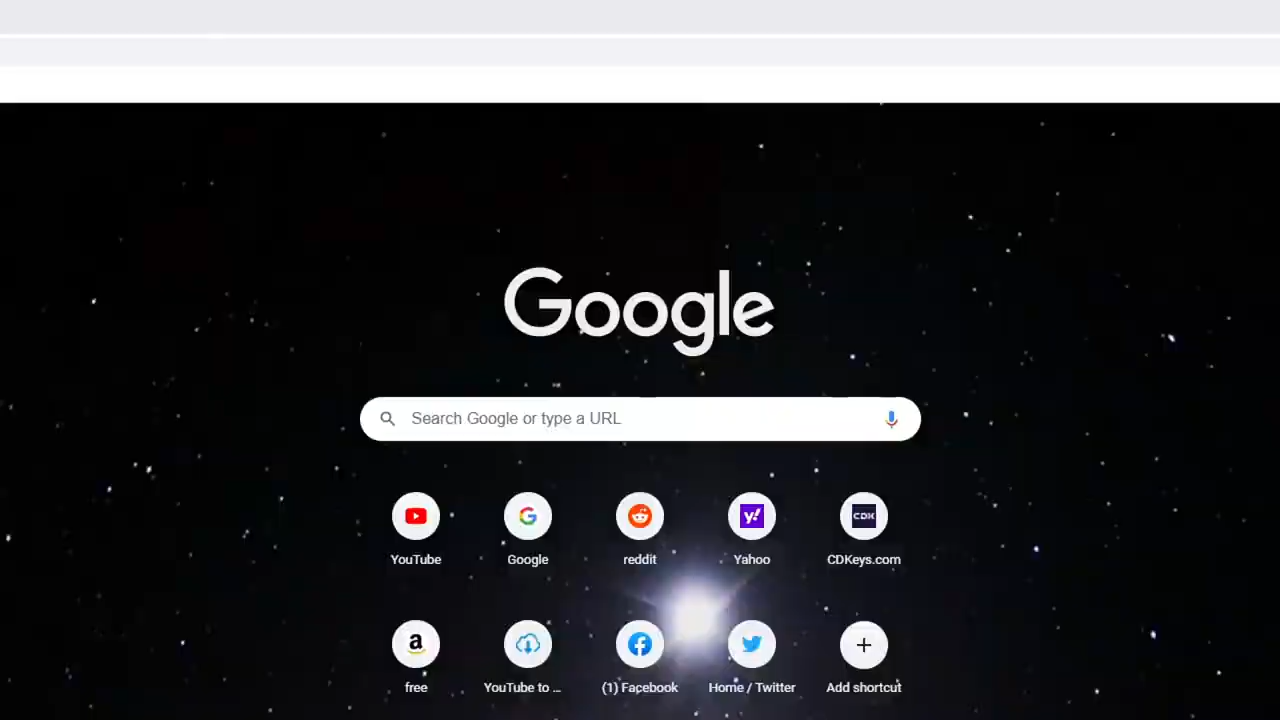 Google
Search Google or type a URL
YouTube
Google
reddit
y!
Yahoo
CDK
CDKeys.com
a
free
YouTube to ...
(1) Facebook
Home / Twitter
Add shortcut